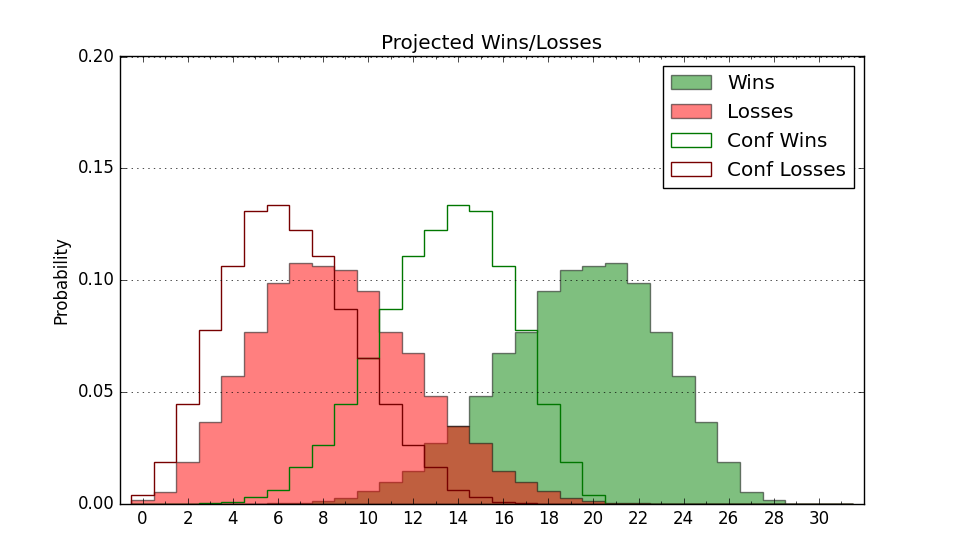 Projected Wins/Losses
0.20
0.15
0.10
0.05
0.00
Probability
Wins
Losses
Conf Wins
Conf Losses
0 2 4 6 8 10 12 14 16 18 20 22 24 26 28 30